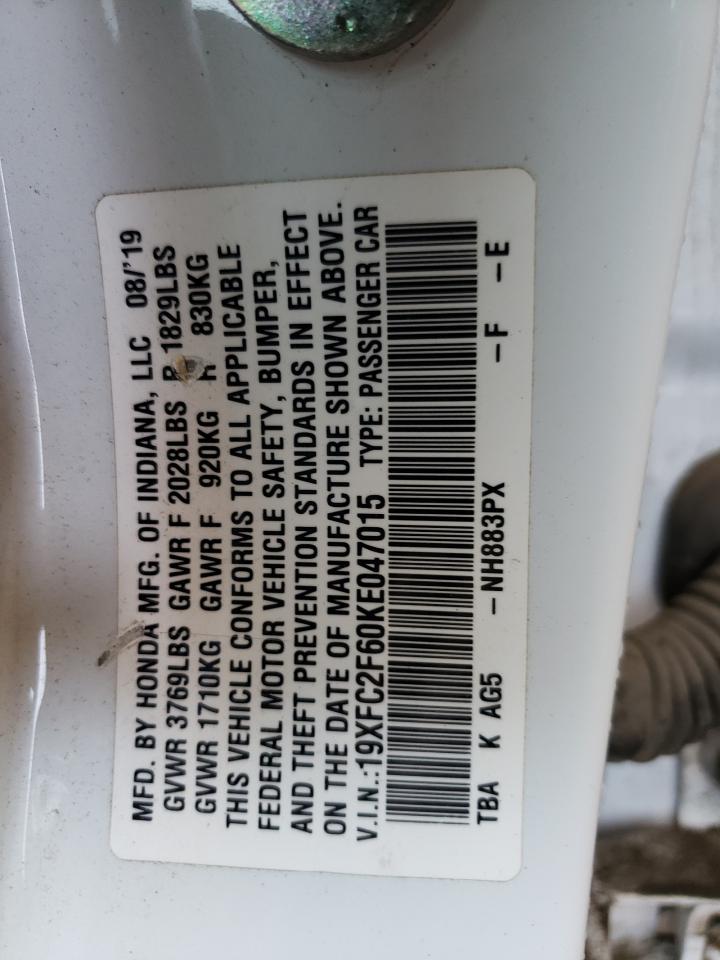 MFD. BY HONDA MFG. OF INDIANA, LLC 08/'19
GVWR 3769LBS GAWR F 2028LBS R 1829LBS
GVWR 1710KG GAWR F 920KG R 830KG
THIS VEHICLE CONFORMS TO ALL APPLICABLE
FEDERAL MOTOR VEHICLE SAFETY, BUMPER,
AND THEFT PREVENTION STANDARDS IN EFFECT
ON THE DATE OF MANUFACTURE SHOWN ABOVE.
V.I.N.:19XFC2F60KE047015 TYPE: PASSENGER CAR
TBA K AG5 –NH883PX –F –E